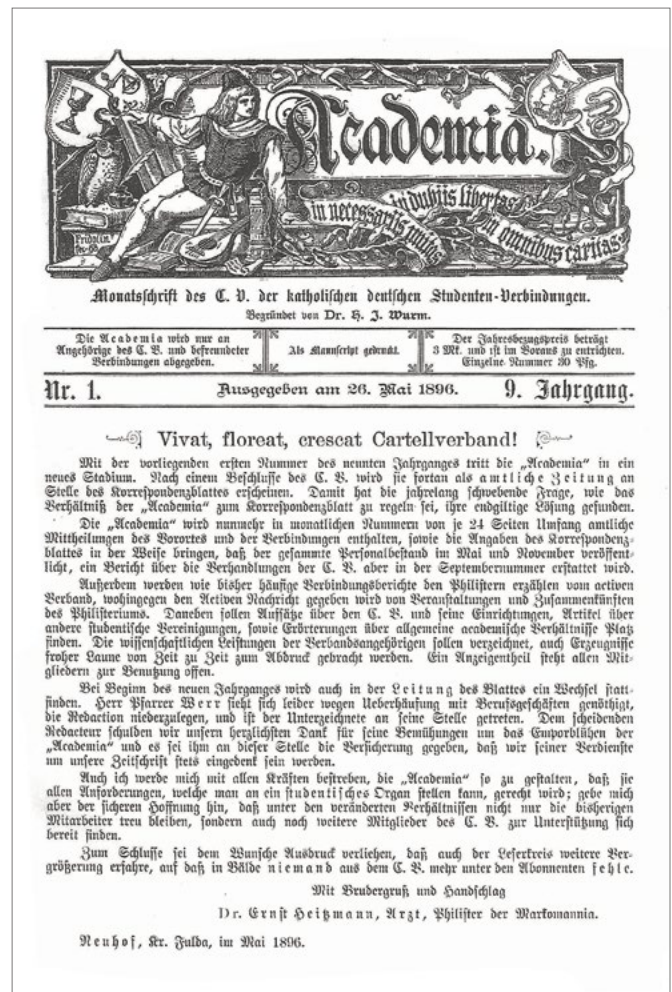 Academia.
in necessariis unitas
in dubiis libertas
in omnibus caritas
Fridolin
Monatsschrift des C. V. der katholischen deutschen Studenten-Verbindungen.
Begründet von Dr. H. J. Wurm.
Die Academia wird nur an
Angehörige des C. V. und befreundeter
Verbindungen abgegeben.
Als Manuscript gedruckt.
Der Jahresbezugspreis beträgt
3 Mk. und ist im Voraus zu entrichten.
Einzelne Nummer 30 Pfg.
Nr. 1. Ausgegeben am 26. Mai 1896. 9. Jahrgang.
Vivat, floreat, crescat Cartellverband!
Mit der vorliegenden ersten Nummer des neunten Jahrganges tritt die „Academia" in ein
neues Stadium. Nach einem Beschlusse des C. V. wird sie fortan als amtliche Zeitung an
Stelle des Korrespondenzblattes erscheinen. Damit hat die jahrelang schwebende Frage, wie das
Verhältniß der „Academia" zum Korrespondenzblatt zu regeln sei, ihre endgiltige Lösung gefunden.
Die „Academia" wird nunmehr in monatlichen Nummern von je 24 Seiten Umfang amtliche
Mittheilungen des Vorortes und der Verbindungen enthalten, sowie die Angaben des Korrespondenz-
blattes in der Weise bringen, daß der gesammte Personalbestand im Mai und November veröffent-
licht, ein Bericht über die Verhandlungen der C. V. aber in der Septembernummer erstattet wird.
Außerdem werden wie bisher häufige Verbindungsberichte den Philistern erzählen vom activen
Verband, wohingegen den Activen Nachricht gegeben wird von Veranstaltungen und Zusammenkünften
des Philisteriums. Daneben sollen Aufsätze über den C. V. und seine Einrichtungen, Artikel über
andere studentische Vereinigungen, sowie Erörterungen über allgemeine academische Verhältnisse Platz
finden. Die wissenschaftlichen Leistungen der Verbandsangehörigen sollen verzeichnet, auch Erzeugnisse
froher Laune von Zeit zu Zeit zum Abdruck gebracht werden. Ein Anzeigentheil steht allen Mit-
gliedern zur Benutzung offen.
Bei Beginn des neuen Jahrganges wird auch in der Leitung des Blattes ein Wechsel statt-
finden. Herr Pfarrer Werr sieht sich leider wegen Ueberhäufung mit Berufsgeschäften genöthigt,
die Redaction niederzulegen, und ist der Unterzeichnete an seine Stelle getreten. Dem scheidenden
Redacteur schulden wir unsern herzlichsten Dank für seine Bemühungen um das Emporblühen der
„Academia" und es sei ihm an dieser Stelle die Versicherung gegeben, daß wir seiner Verdienste
um unsere Zeitschrift stets eingedenk sein werden.
Auch ich werde mich mit allen Kräften bestreben, die „Academia" so zu gestalten, daß sie
allen Anforderungen, welche man an ein studentisches Organ stellen kann, gerecht wird; gebe mich
aber der sicheren Hoffnung hin, daß unter den veränderten Verhältnissen nicht nur die bisherigen
Mitarbeiter treu bleiben, sondern auch noch weitere Mitglieder des C. V. zur Unterstützung sich
bereit finden.
Zum Schlusse sei dem Wunsche Ausdruck verliehen, daß auch der Leserkreis weitere Ver-
größerung erfahre, auf daß in Bälde niemand aus dem C. V. mehr unter den Abonnenten fehle.
Mit Brudergruß und Handschlag
Dr. Ernst Heitzmann, Arzt, Philister der Markomannia.
Neuhof, Kr. Fulda, im Mai 1896.